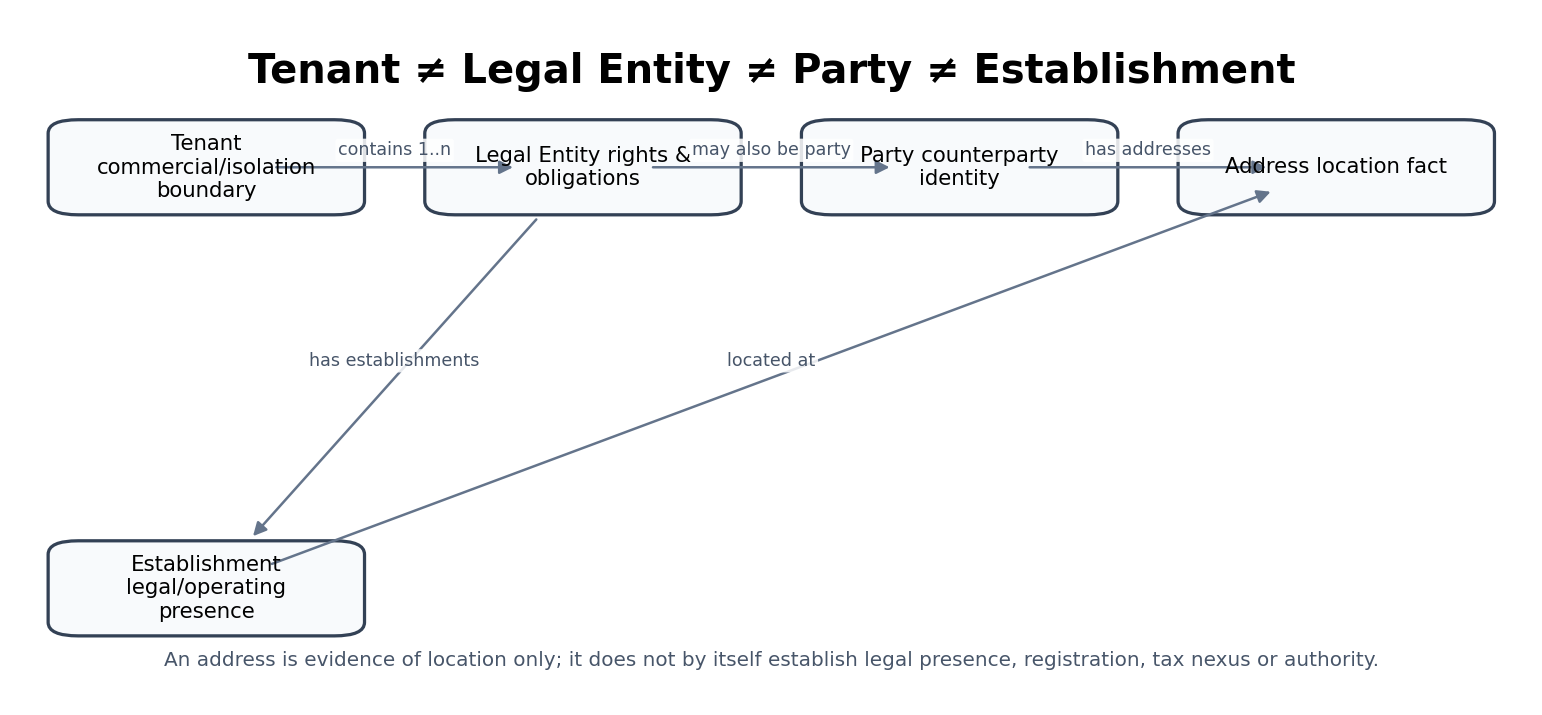 Tenant ≠ Legal Entity ≠ Party ≠ Establishment
Tenant
commercial/isolation
boundary
contains 1..n
Legal Entity rights &
obligations
may also be party
Party counterparty
identity
has addresses
Address location fact
has establishments
located at
Establishment
legal/operating
presence
An address is evidence of location only; it does not by itself establish legal presence, registration, tax nexus or authority.